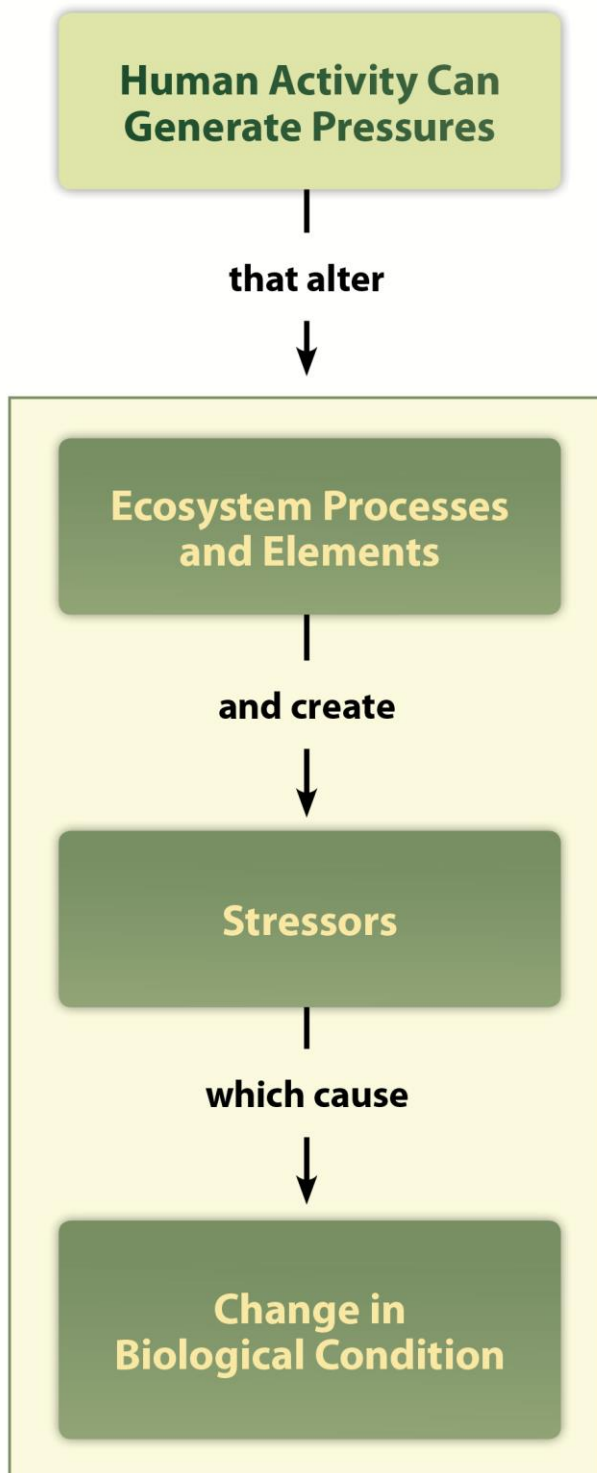 Human Activity Can
Generate Pressures
that alter
Ecosystem Processes
and Elements
and create
Stressors
which cause
Change in
Biological Condition